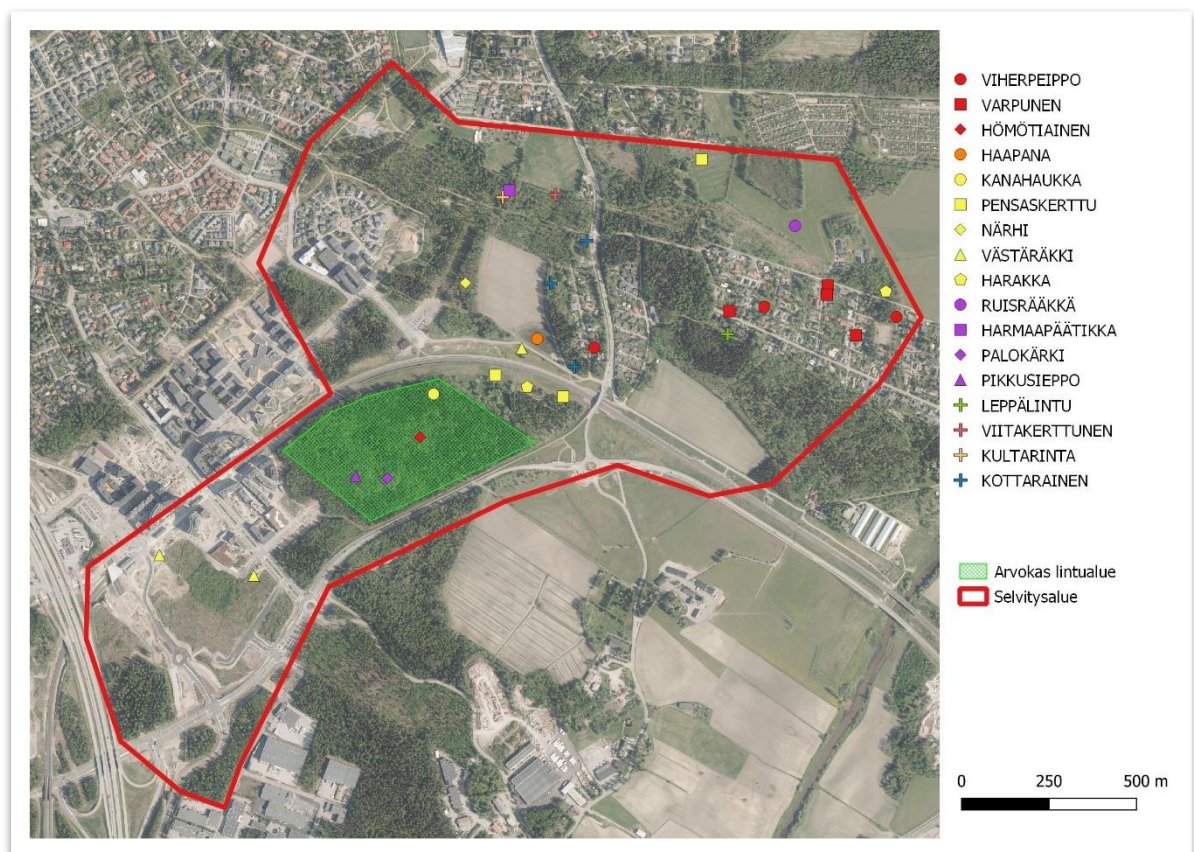 VIHERPEIPPO
VARPUNEN
HÖMÖTIAINEN
HAAPANA
KANAHAUKKA
PENSASKERTTU
NÄRHI
VÄSTÄRÄKKI
HARAKKA
RUISRÄÄKKÄ
HARMAAPÄÄTIKKA
PALOKÄRKI
PIKKUSIEPPO
LEPPÄLINTU
VIITAKERTTUNEN
KULTARINTA
KOTTARAINEN
Arvokas lintualue
Selvitysalue
0 250 500 m